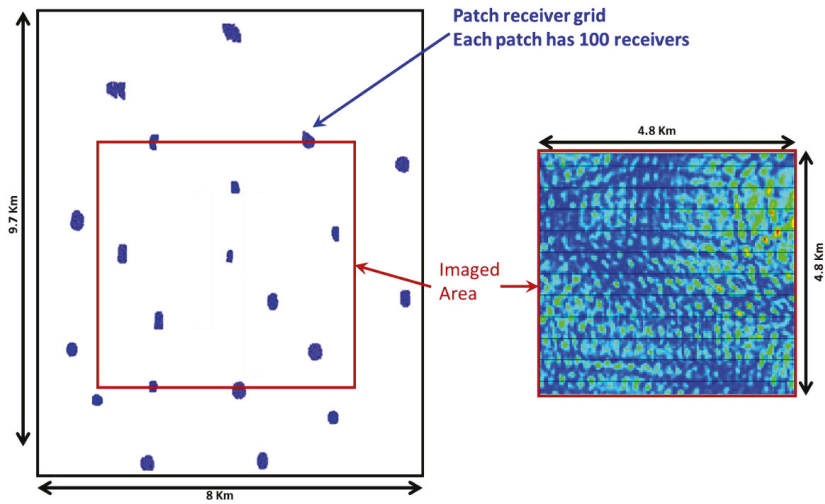 Patch receiver grid
Each patch has 100 receivers
9.7 Km
8 Km
Imaged
Area
4.8 Km
4.8 Km